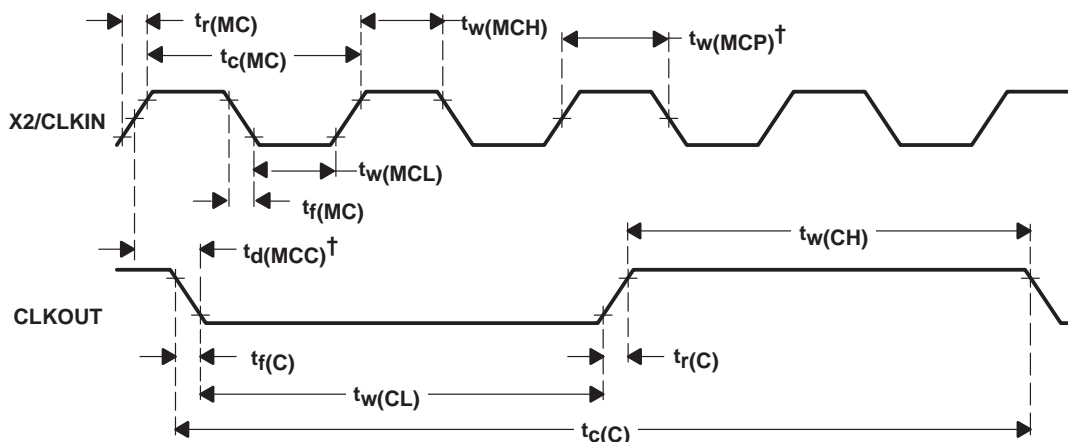 tr(MC)
tw(MCH)
tw(MCP)†
tc(MC)
X2/CLKIN
tw(MCL)
tf(MC)
tw(CH)
td(MCC)†
CLKOUT
tf(C)
tr(C)
tw(CL)
tc(C)